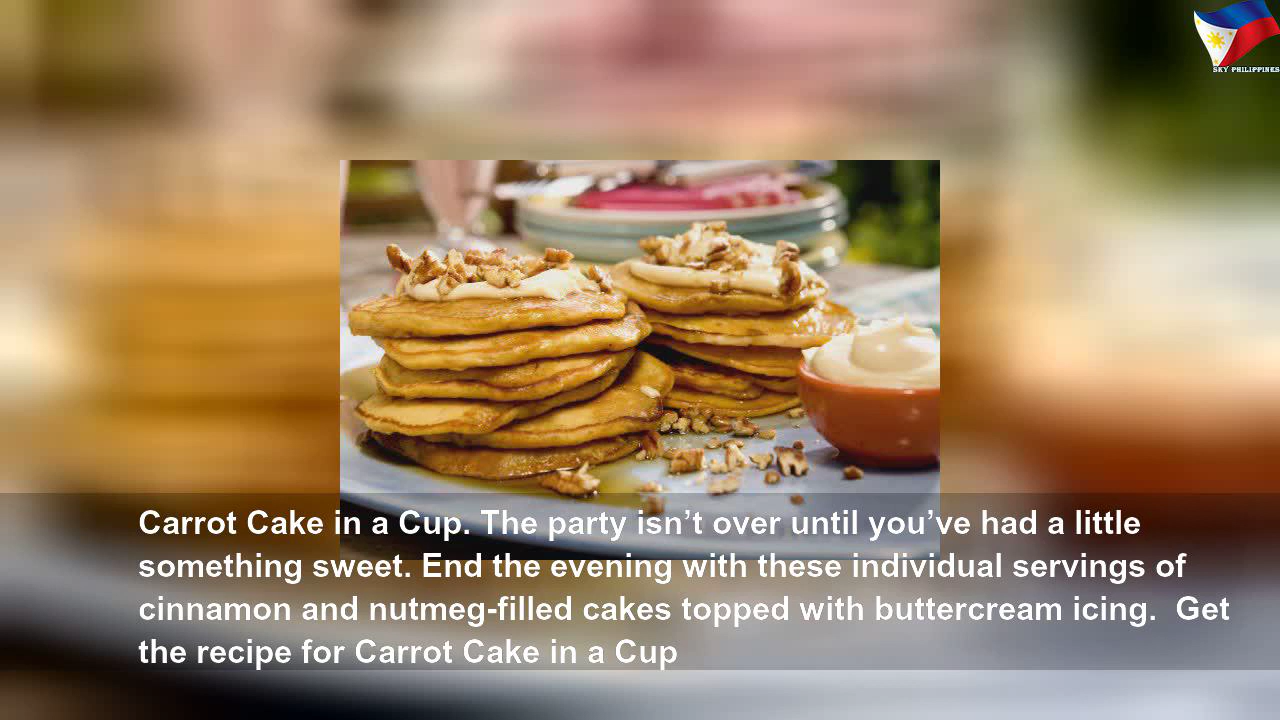 SKY PHILIPPINES
Carrot Cake in a Cup. The party isn’t over until you’ve had a little
something sweet. End the evening with these individual servings of
cinnamon and nutmeg-filled cakes topped with buttercream icing.  Get
the recipe for Carrot Cake in a Cup